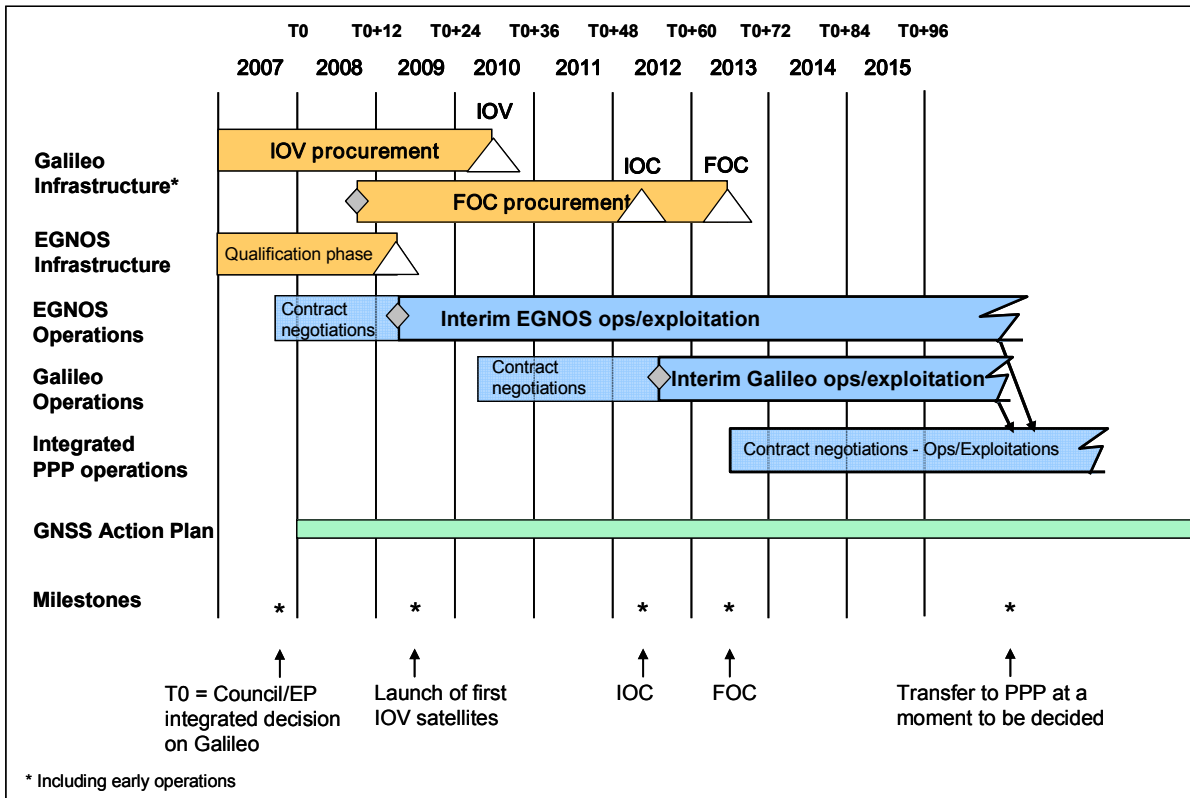 T0 T0+12 T0+24 T0+36 T0+48 T0+60 T0+72 T0+84 T0+96
2007 2008 2009 2010 2011 2012 2013 2014 2015
IOV
Galileo
Infrastructure*
IOV procurement
IOC FOC
FOC procurement
EGNOS
Infrastructure
Qualification phase
EGNOS
Operations
Contract
negotiations
Interim EGNOS ops/exploitation
Galileo
Operations
Contract
negotiations
Interim Galileo ops/exploitation
Integrated
PPP operations
Contract negotiations - Ops/Exploitations
GNSS Action Plan
Milestones
* * * * *
T0 = Council/EP
integrated decision
on Galileo
Launch of first
IOV satellites
IOC
FOC
Transfer to PPP at a
moment to be decided
* Including early operations